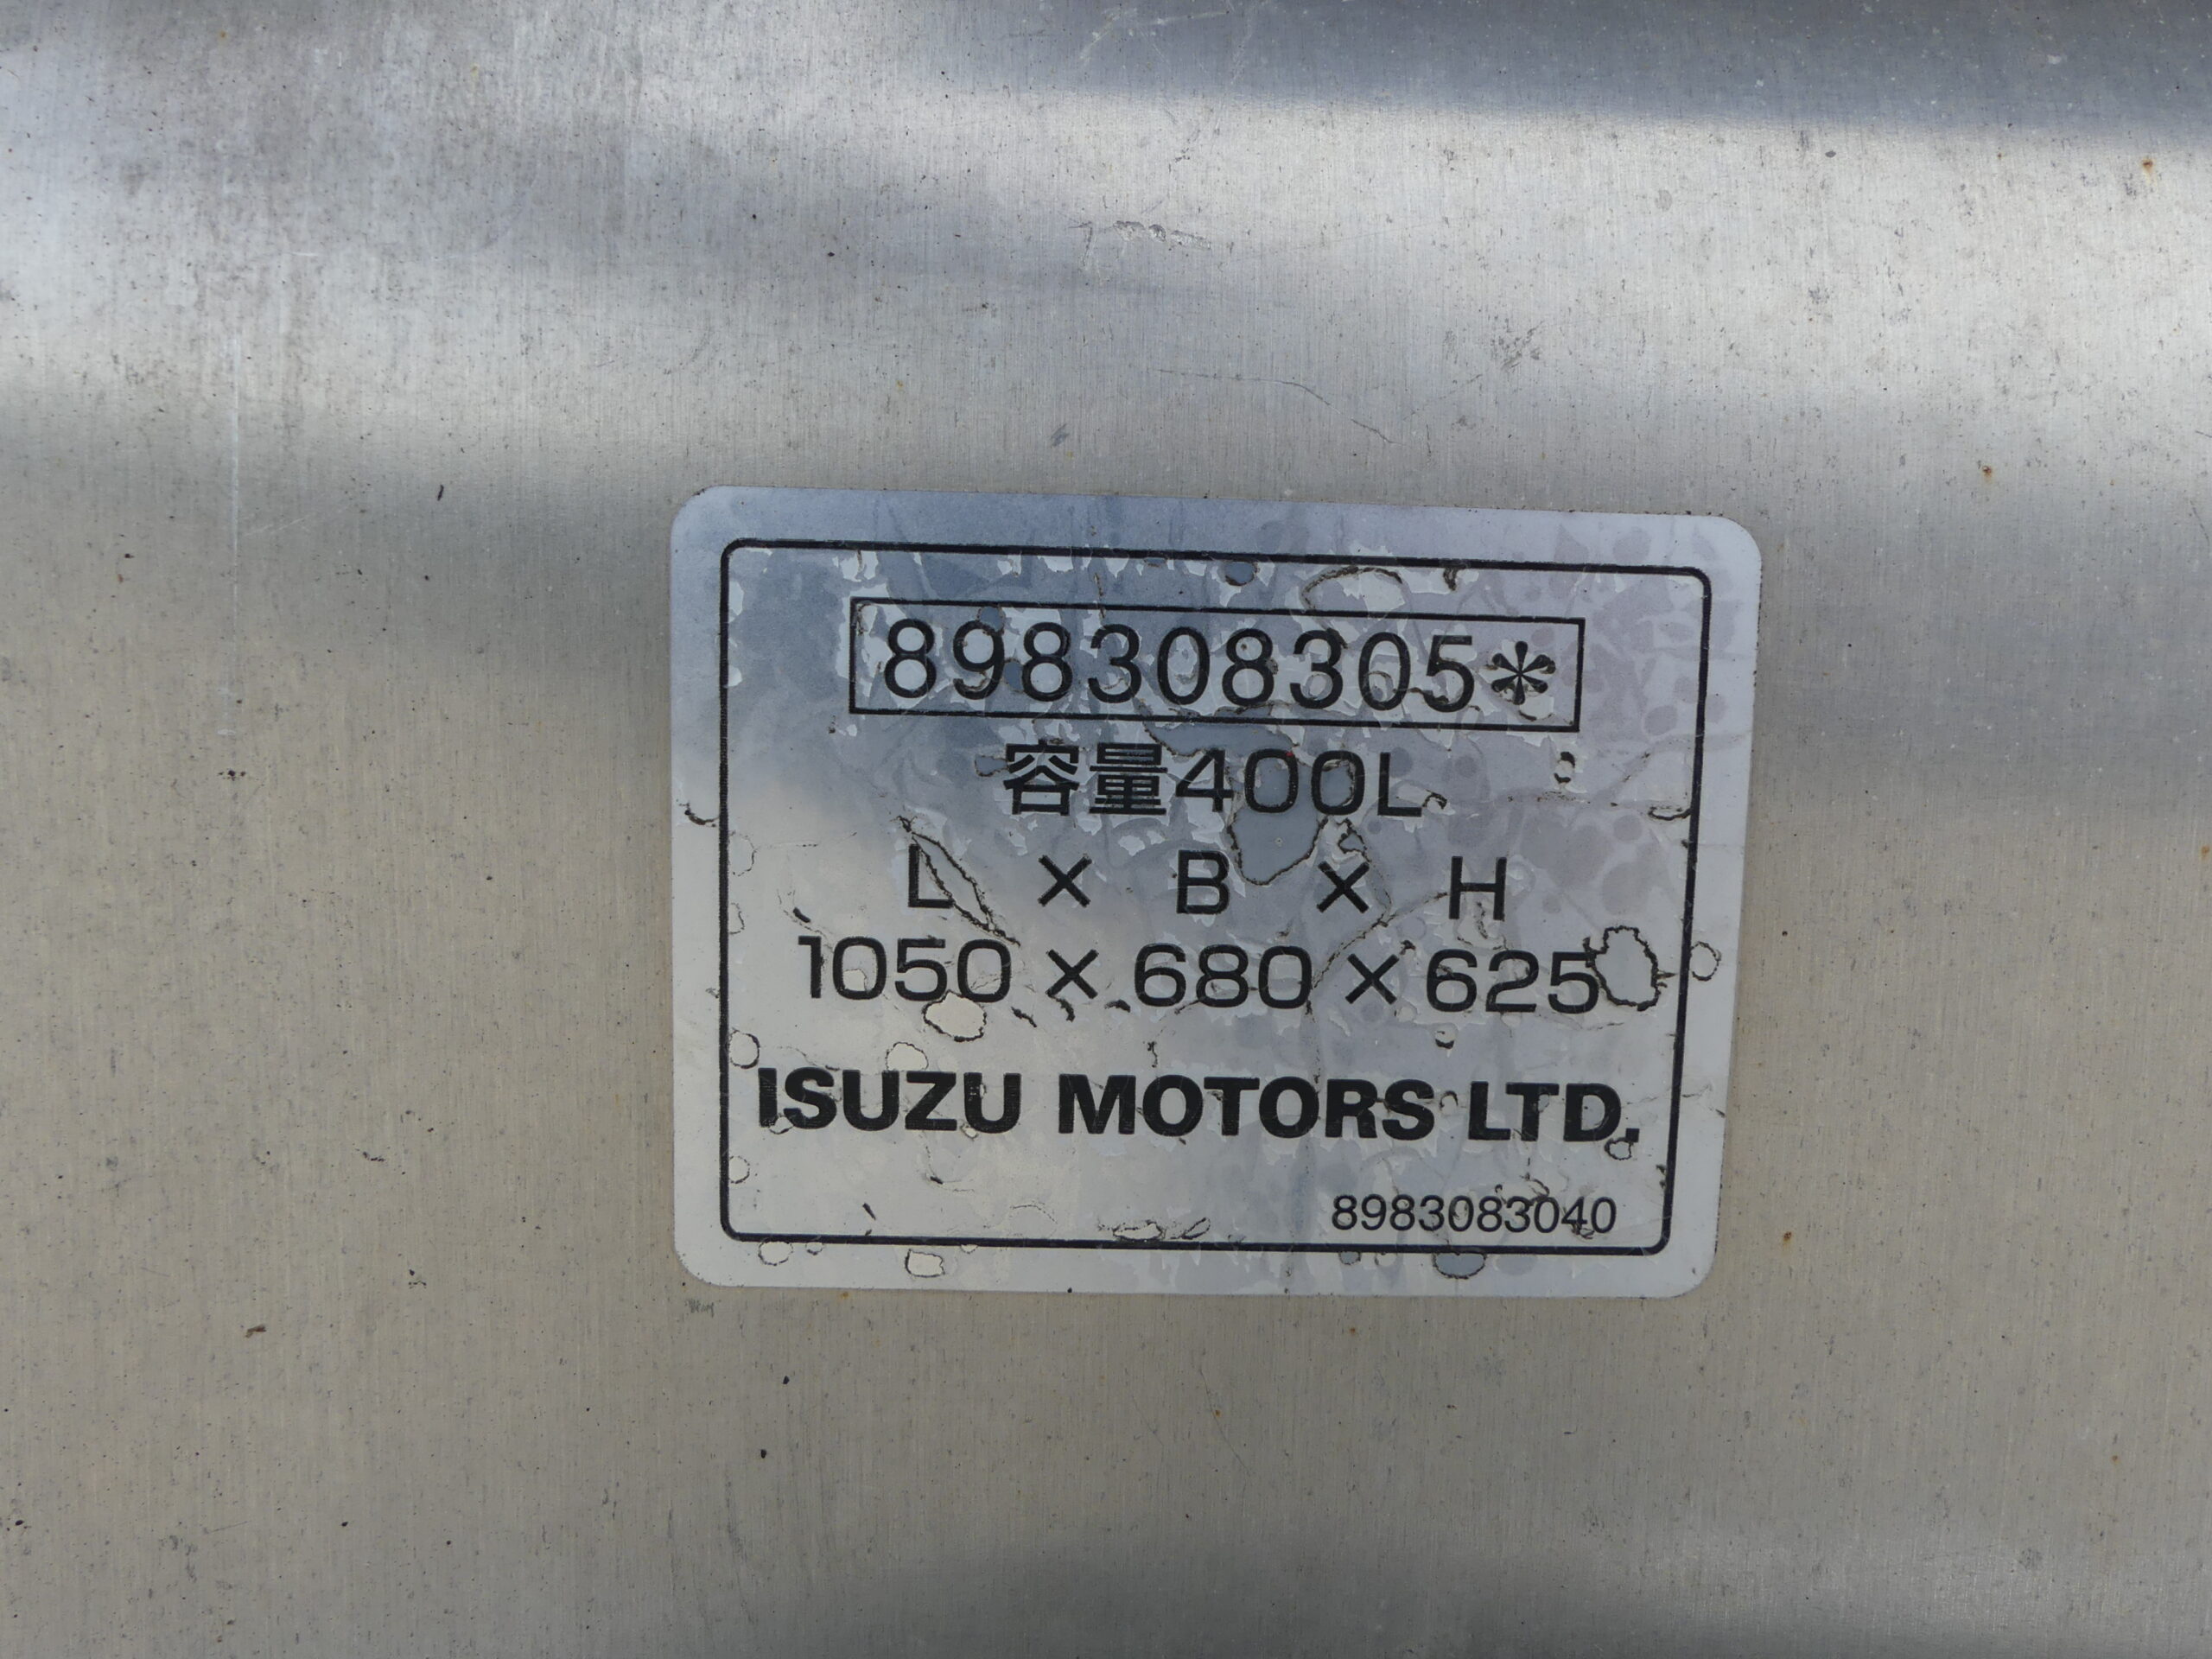 898308305*
容量400L
L × B × H
1050 × 680 × 625
ISUZU MOTORS LTD.
8983083040